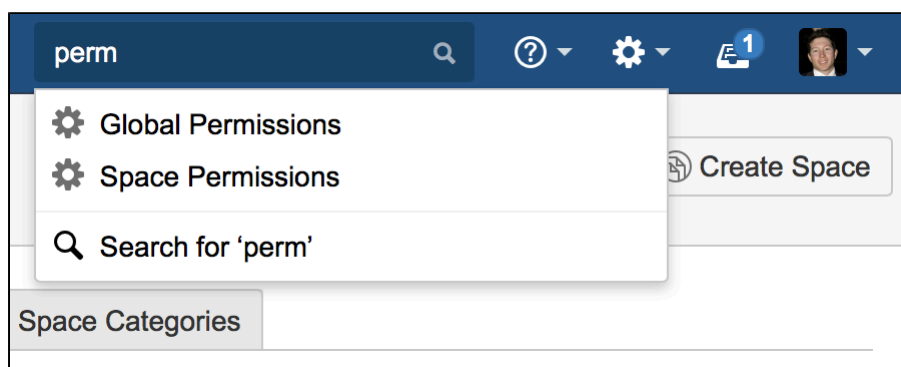 perm
1
Global Permissions
Space Permissions
Create Space
Search for ‘perm’
Space Categories